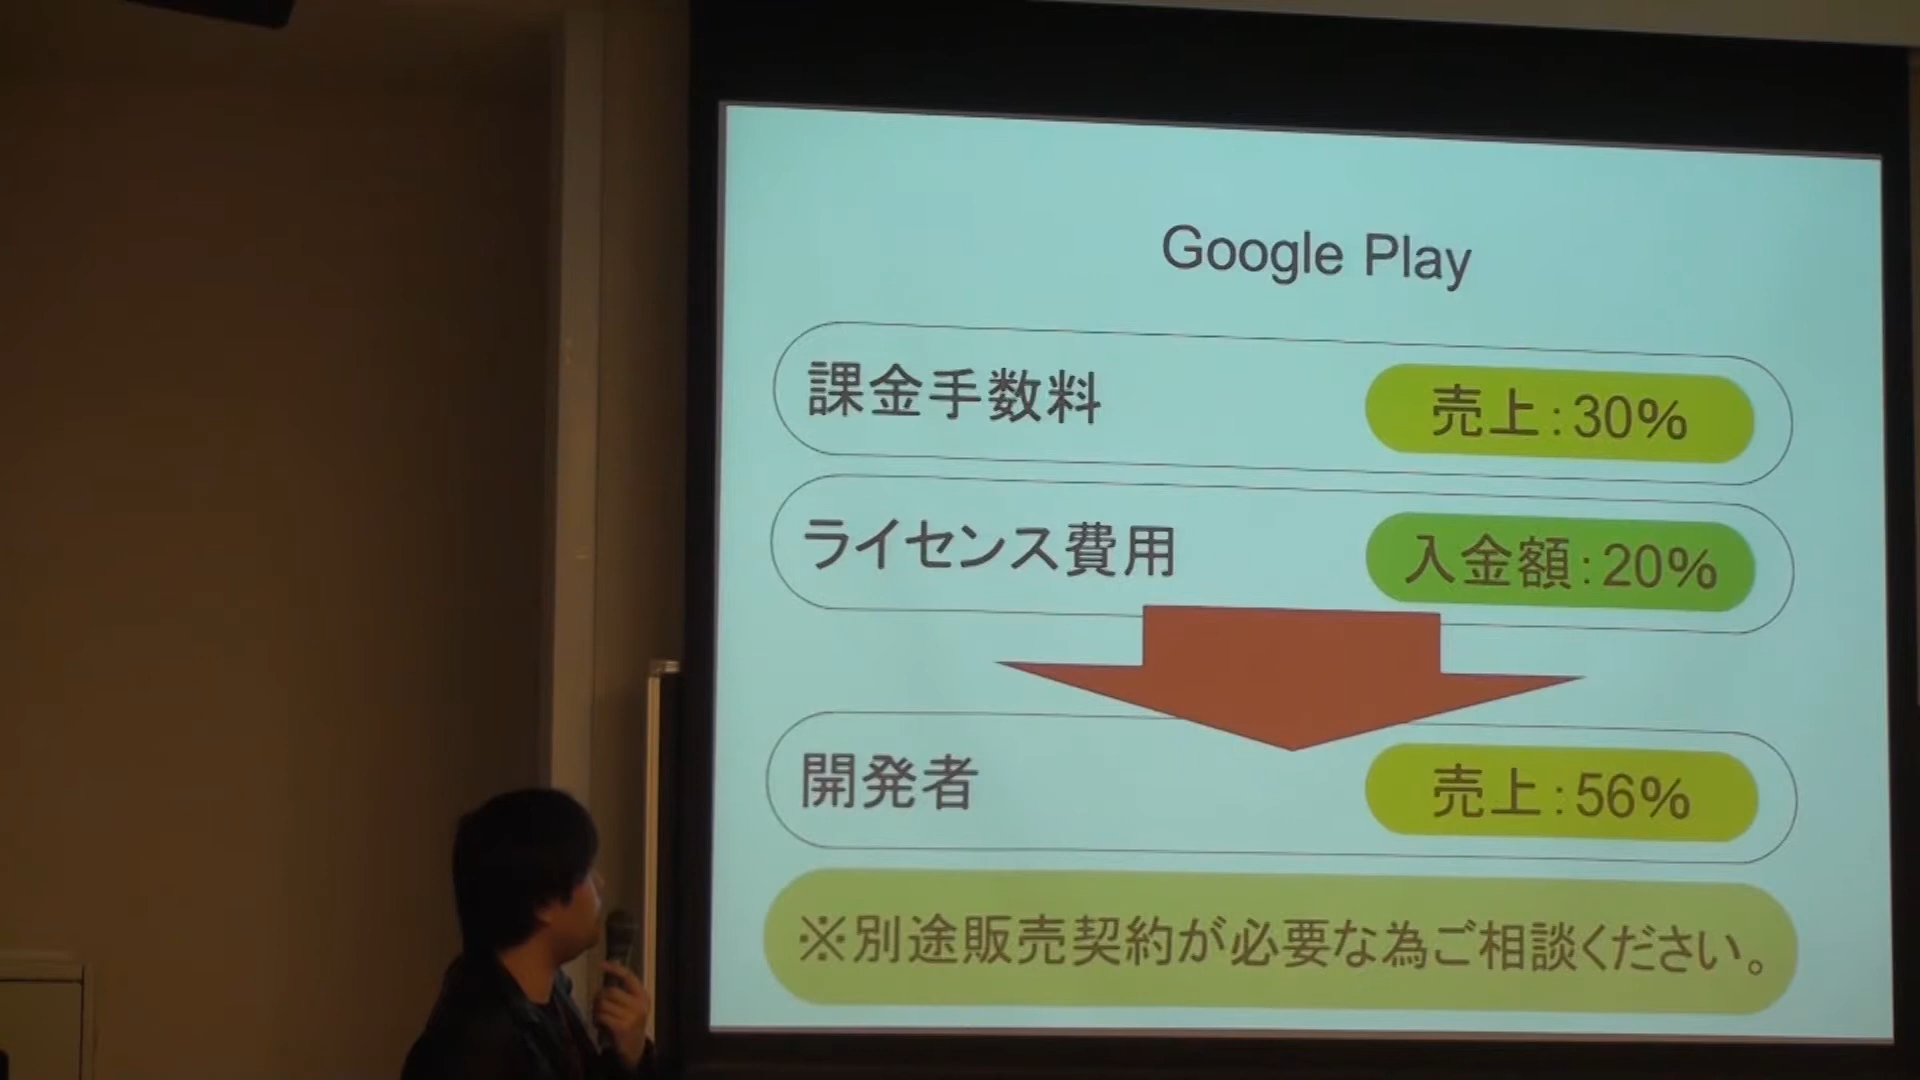 Google Play
課金手数料 売上：30%
ライセンス費用 入金額：20%
開発者 売上：56%
※別途販売契約が必要な為ご相談ください。